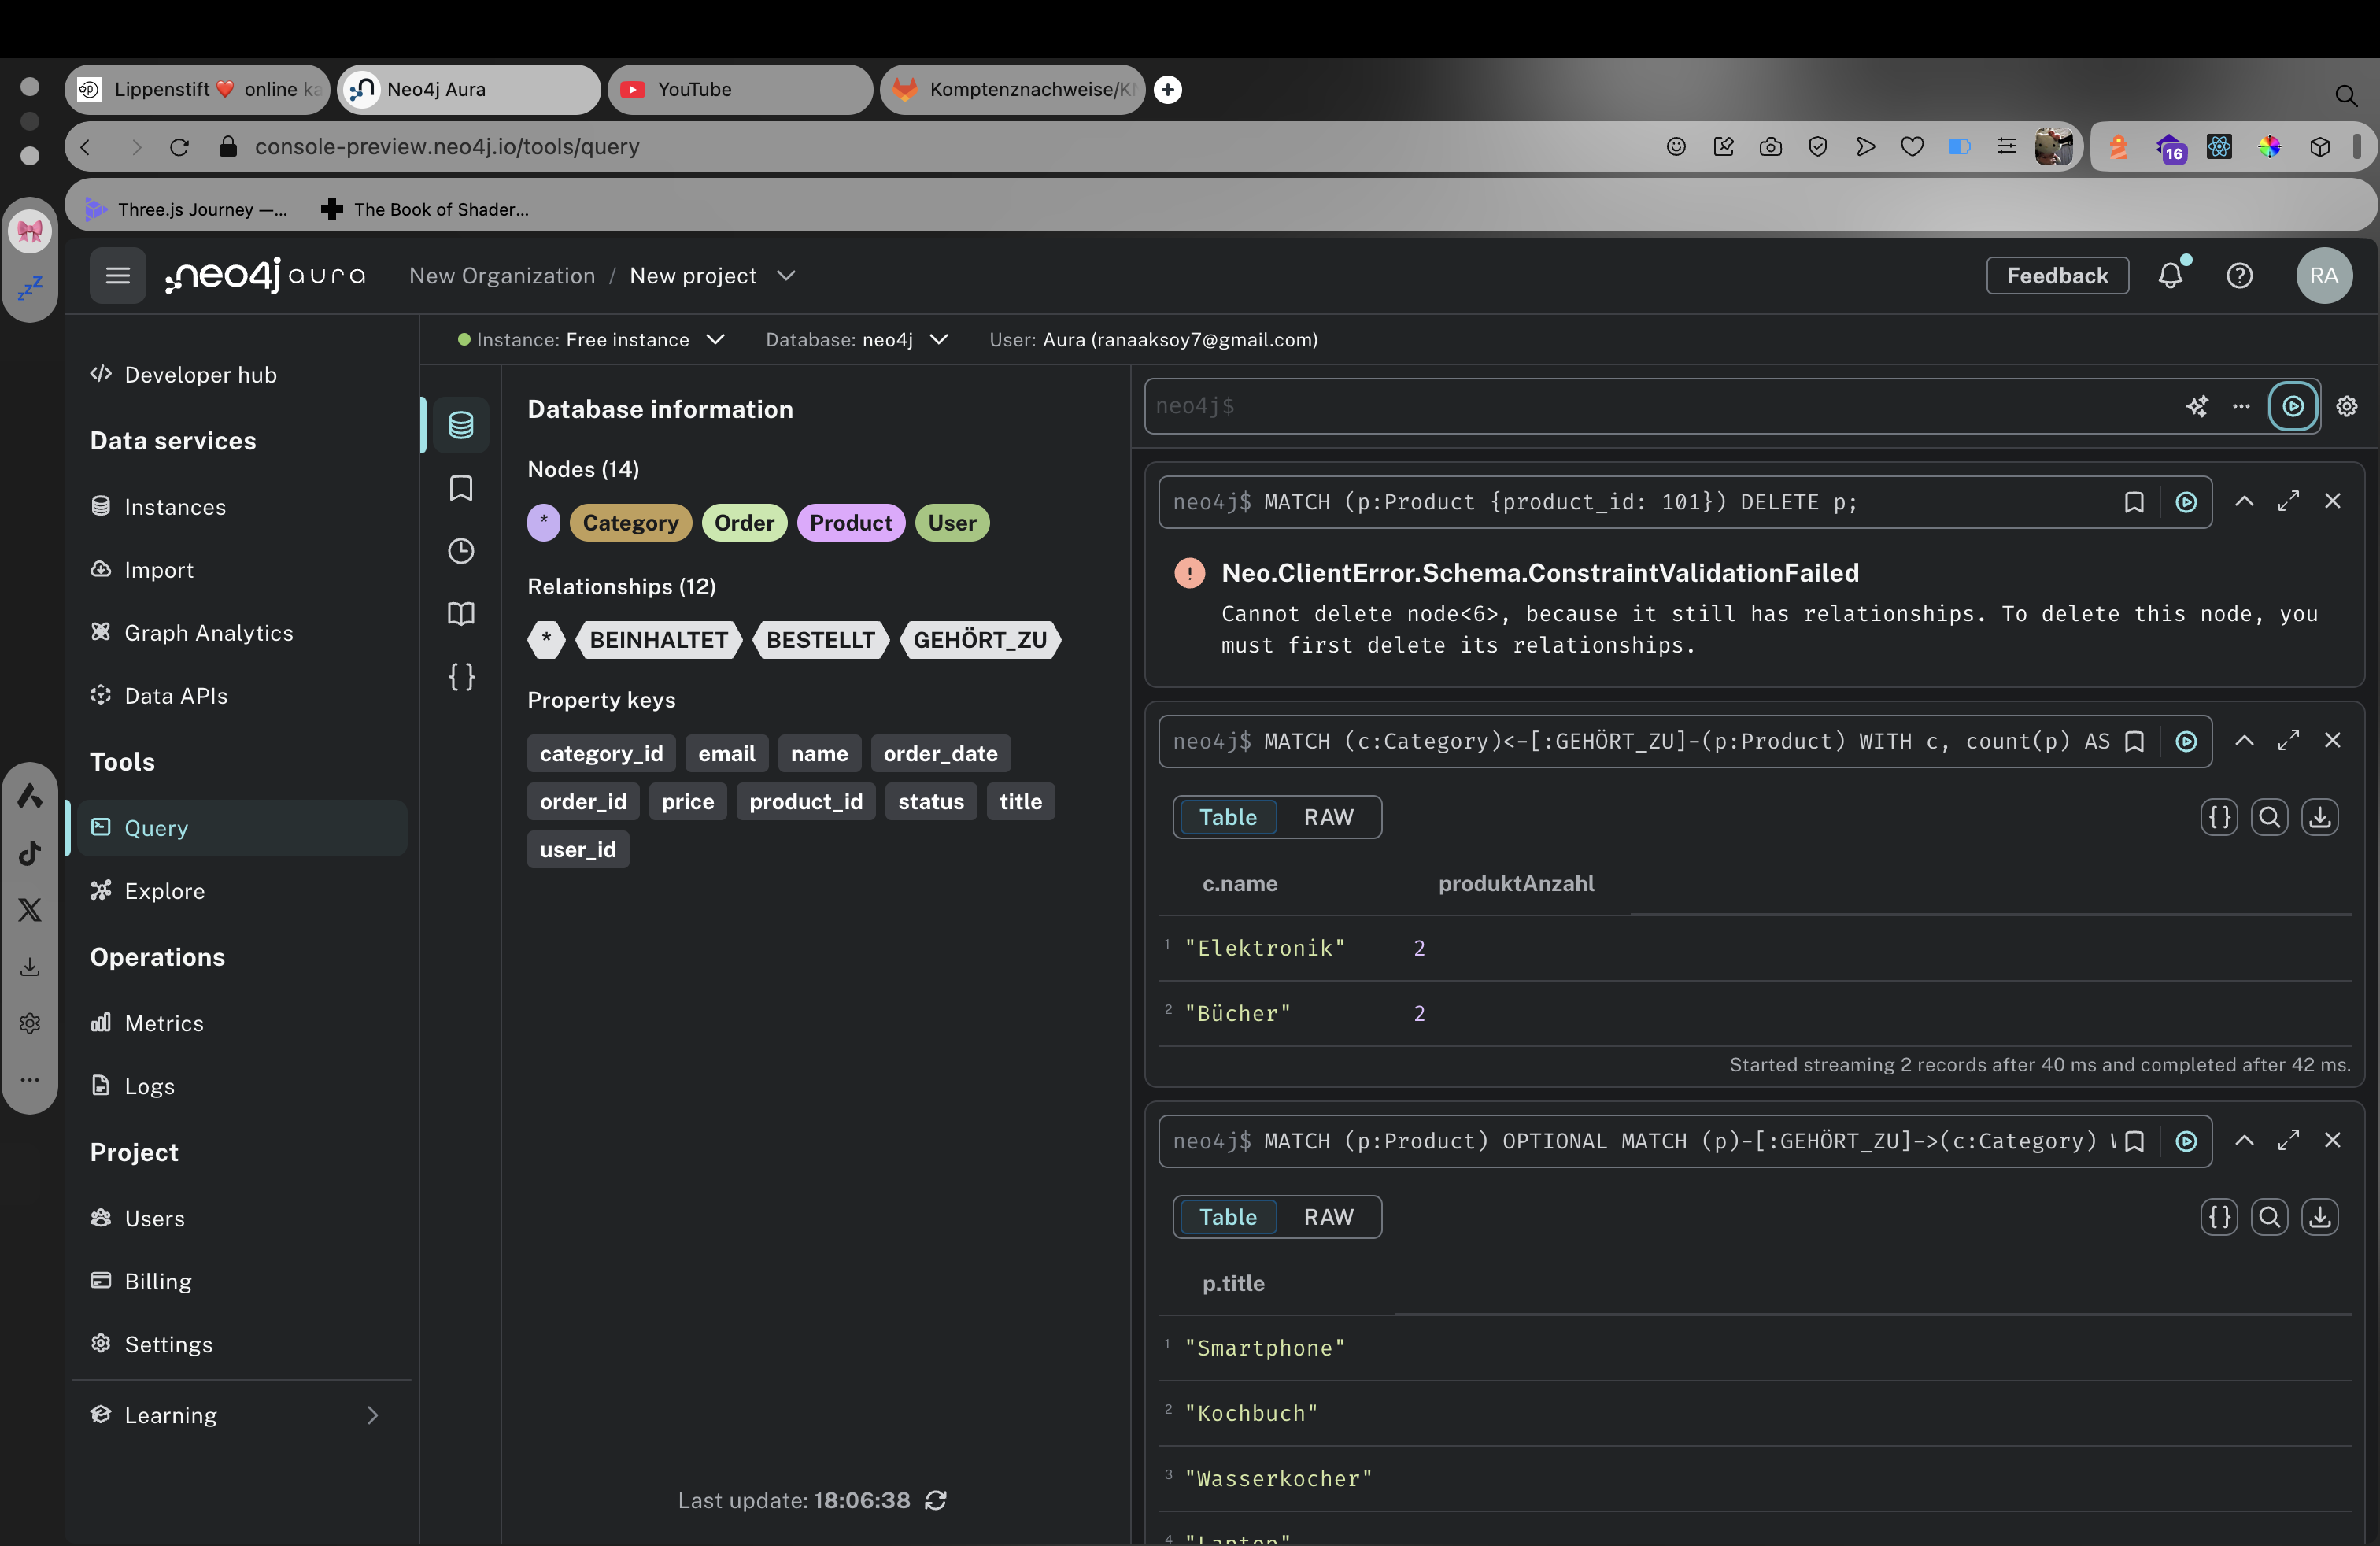 Lippenstift ❤️ online ka
Neo4j Aura
YouTube
Komptenznachweise/K
console-preview.neo4j.io/tools/query
16
Three.js Journey —...
The Book of Shader...
zzZ
neo4j aura
New Organization / New project
Feedback
RA
Developer hub
Data services
Instances
Import
Graph Analytics
Data APIs
Tools
Query
Explore
Operations
Metrics
Logs
Project
Users
Billing
Settings
Learning
Instance: Free instance
Database: neo4j
User: Aura (ranaaksoy7@gmail.com)
Database information
Nodes (14)
* Category Order Product User
Relationships (12)
* BEINHALTET BESTELLT GEHÖRT_ZU
Property keys
category_id email name order_date
order_id price product_id status title
user_id
Last update: 18:06:38
neo4j$
neo4j$ MATCH (p:Product {product_id: 101}) DELETE p;
Neo.ClientError.Schema.ConstraintValidationFailed
Cannot delete node<6>, because it still has relationships. To delete this node, you
must first delete its relationships.
neo4j$ MATCH (c:Category)<-[:GEHÖRT_ZU]-(p:Product) WITH c, count(p) AS
Table RAW
c.name produktAnzahl
1 "Elektronik" 2
2 "Bücher" 2
Started streaming 2 records after 40 ms and completed after 42 ms.
neo4j$ MATCH (p:Product) OPTIONAL MATCH (p)-[:GEHÖRT_ZU]->(c:Category)
Table RAW
p.title
1 "Smartphone"
2 "Kochbuch"
3 "Wasserkocher"
4 "Laptop"